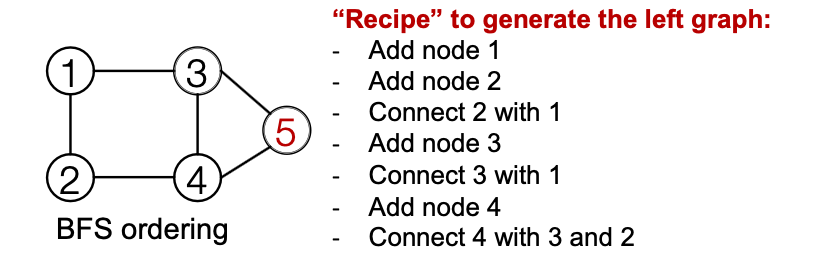 1
3
5
2
4
BFS ordering
“Recipe” to generate the left graph:
- Add node 1
- Add node 2
- Connect 2 with 1
- Add node 3
- Connect 3 with 1
- Add node 4
- Connect 4 with 3 and 2